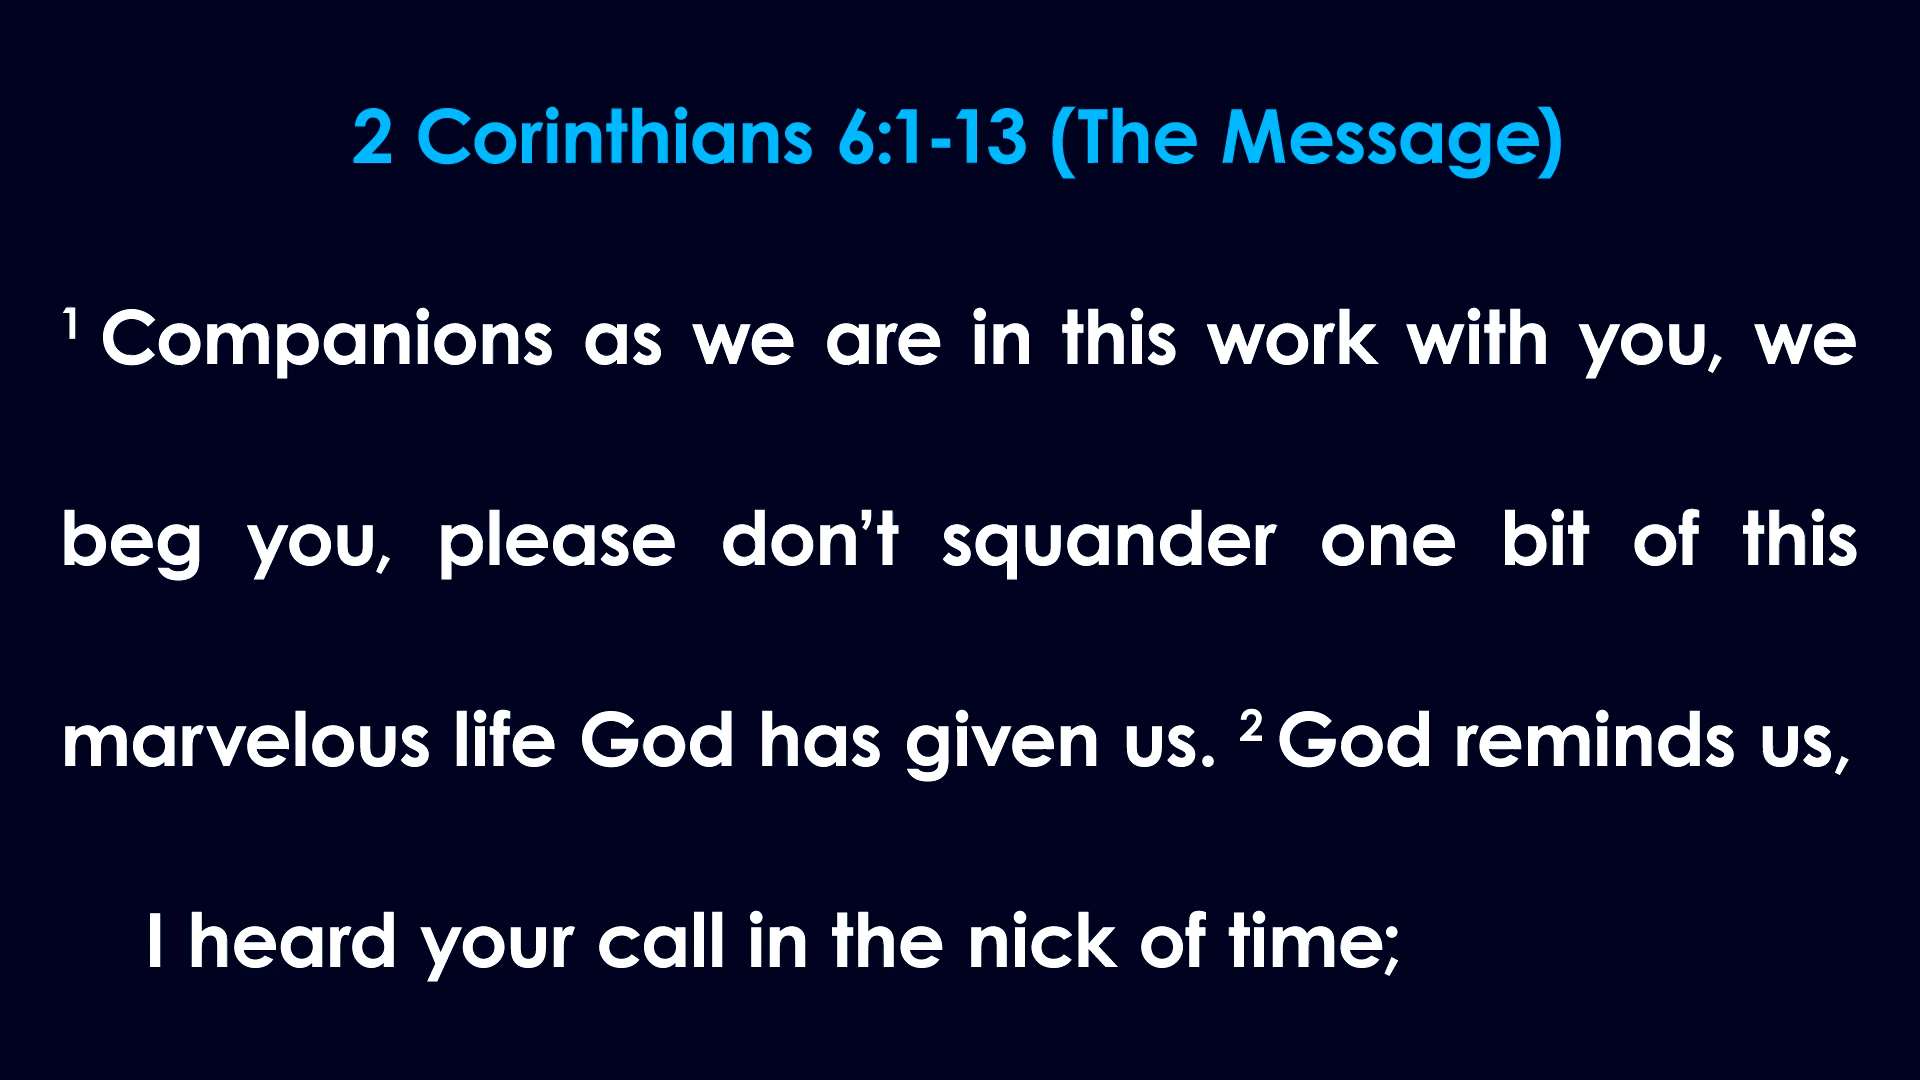 2 Corinthians 6:1-13 (The Message)
¹ Companions as we are in this work with you, we
beg you, please don’t squander one bit of this
marvelous life God has given us. ² God reminds us,
I heard your call in the nick of time;